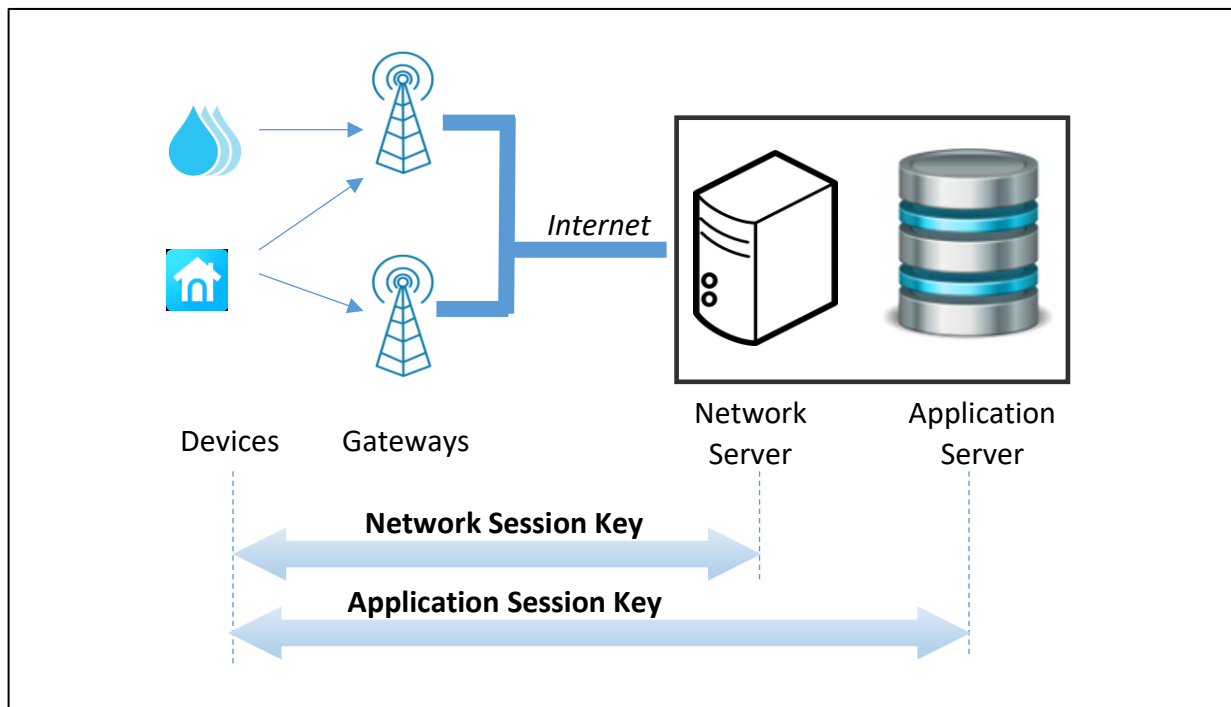 Internet
Devices
Gateways
Network
Server
Application
Server
Network Session Key
Application Session Key